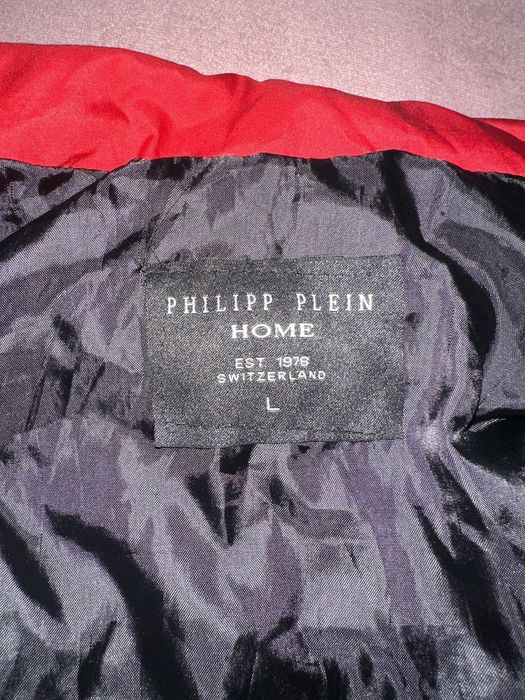 PHILIPP PLEIN
HOME
EST 1978
SWITZERLAND
L